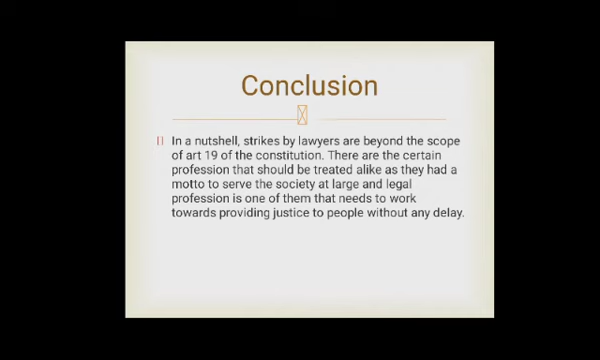 Conclusion
In a nutshell, strikes by lawyers are beyond the scope
of art 19 of the constitution. There are the certain
profession that should be treated alike as they had a
motto to serve the society at large and legal
profession is one of them that needs to work
towards providing justice to people without any delay.